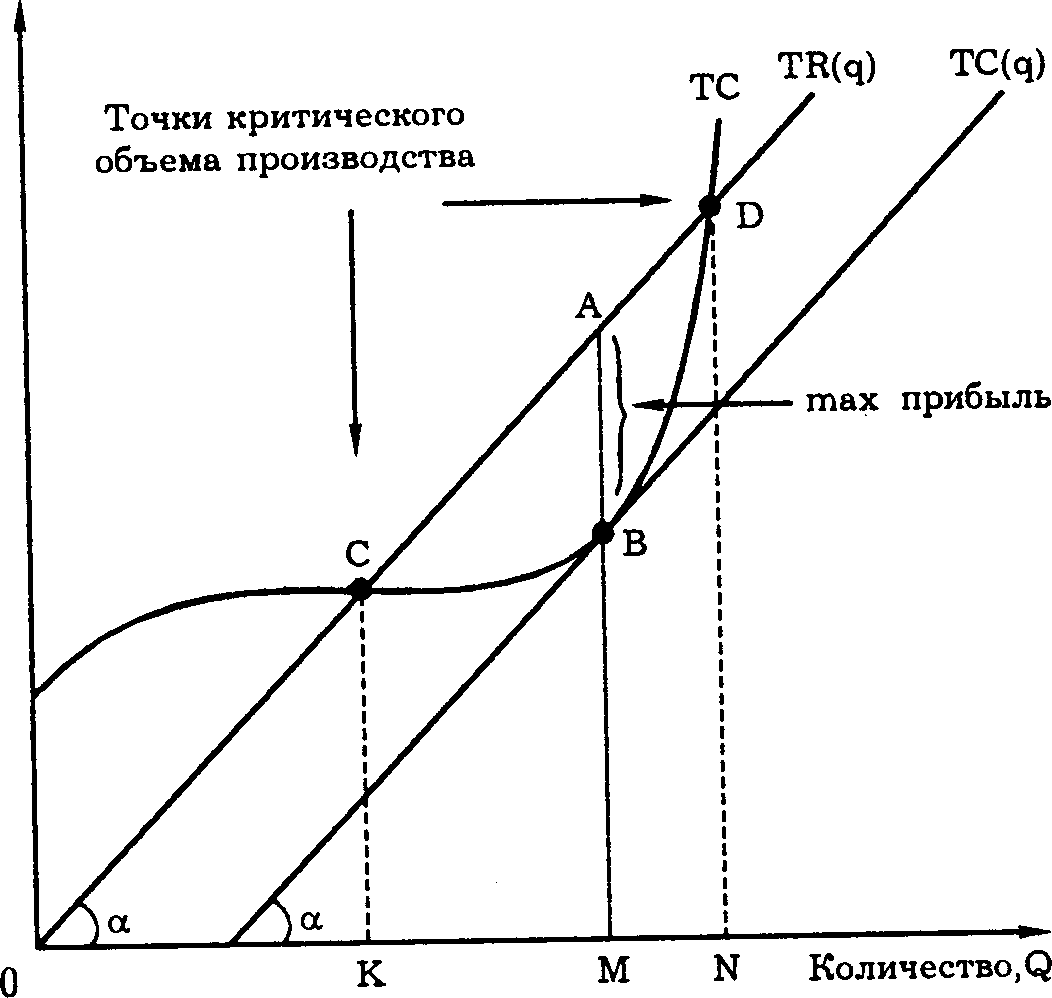 TC
TR(q)
TC(q)
Точки критического
объема производства
D
A
max прибыль
B
C
α
α
0
K
M
N
Количество,Q